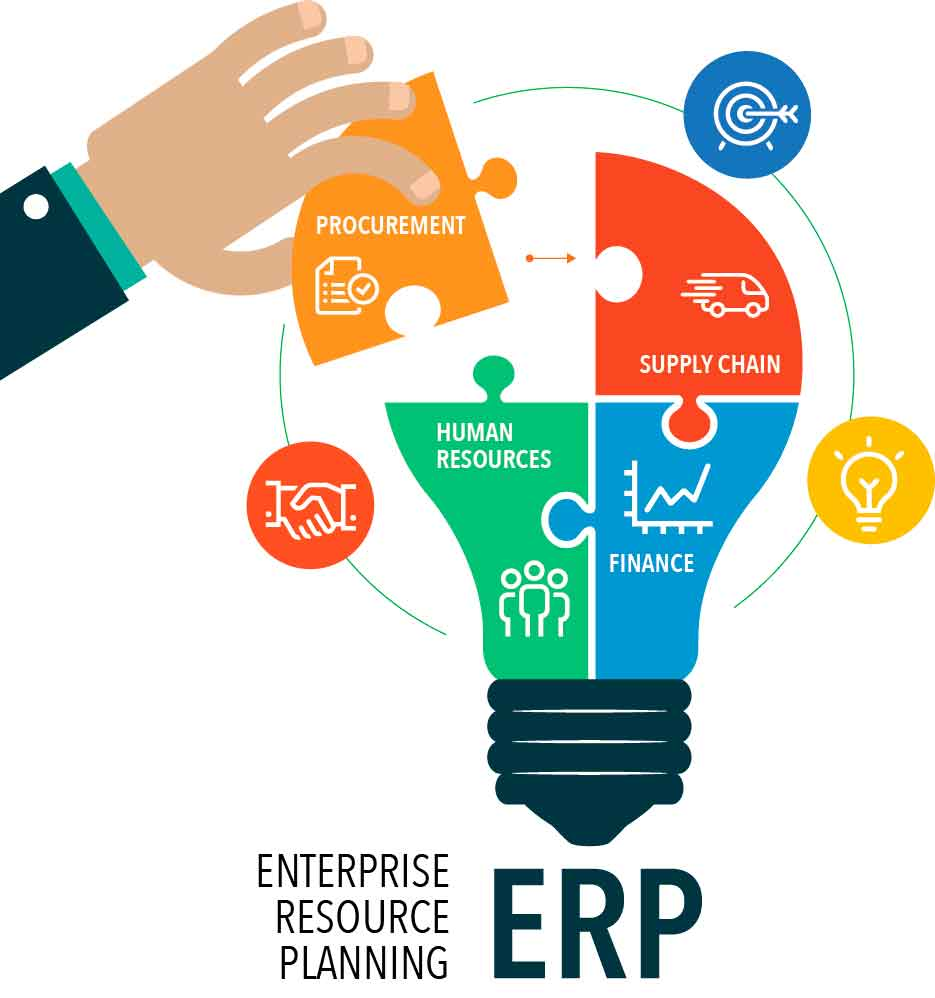 PROCUREMENT
SUPPLY CHAIN
HUMAN
RESOURCES
FINANCE
ENTERPRISE
RESOURCE
PLANNING
ERP